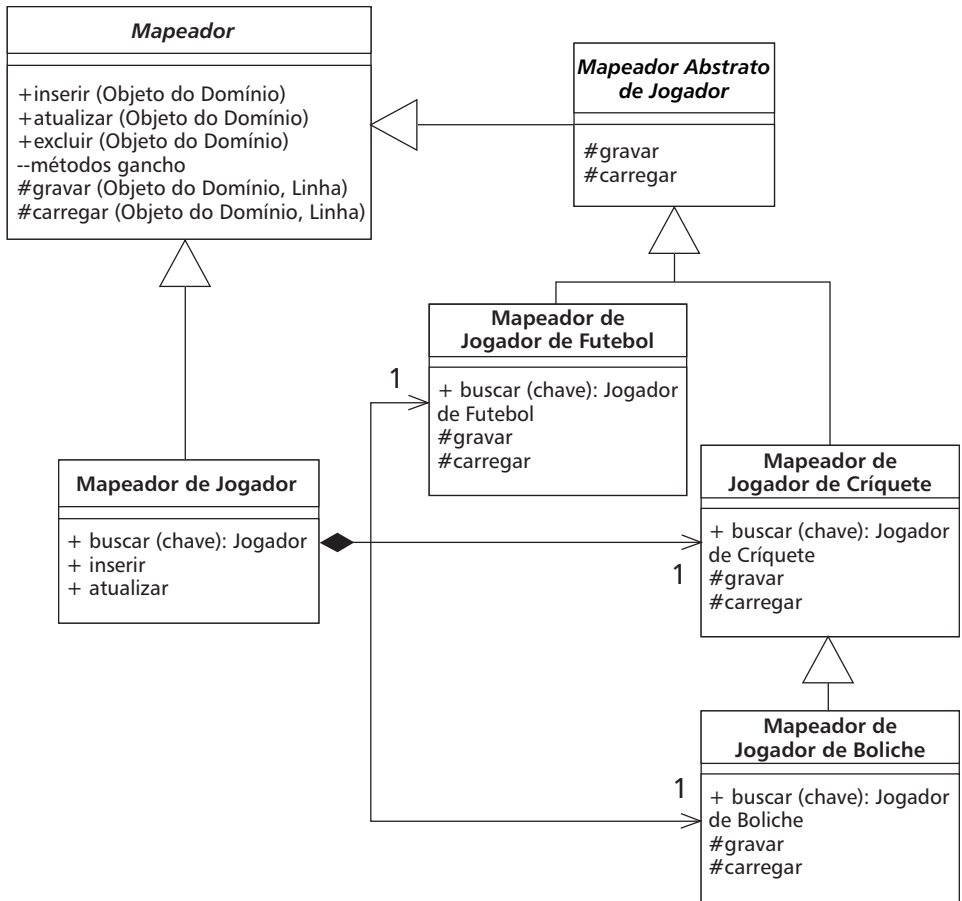 Mapeador
+inserir (Objeto do Domínio)
+atualizar (Objeto do Domínio)
+excluir (Objeto do Domínio)
--métodos gancho
#gravar (Objeto do Domínio, Linha)
#carregar (Objeto do Domínio, Linha)
Mapeador Abstrato
de Jogador
#gravar
#carregar
Mapeador de
Jogador de Futebol
+ buscar (chave): Jogador
de Futebol
#gravar
#carregar
1
Mapeador de Jogador
+ buscar (chave): Jogador
+ inserir
+ atualizar
Mapeador de
Jogador de Críquete
+ buscar (chave): Jogador
de Críquete
#gravar
#carregar
1
Mapeador de
Jogador de Boliche
+ buscar (chave): Jogador
de Boliche
#gravar
#carregar
1